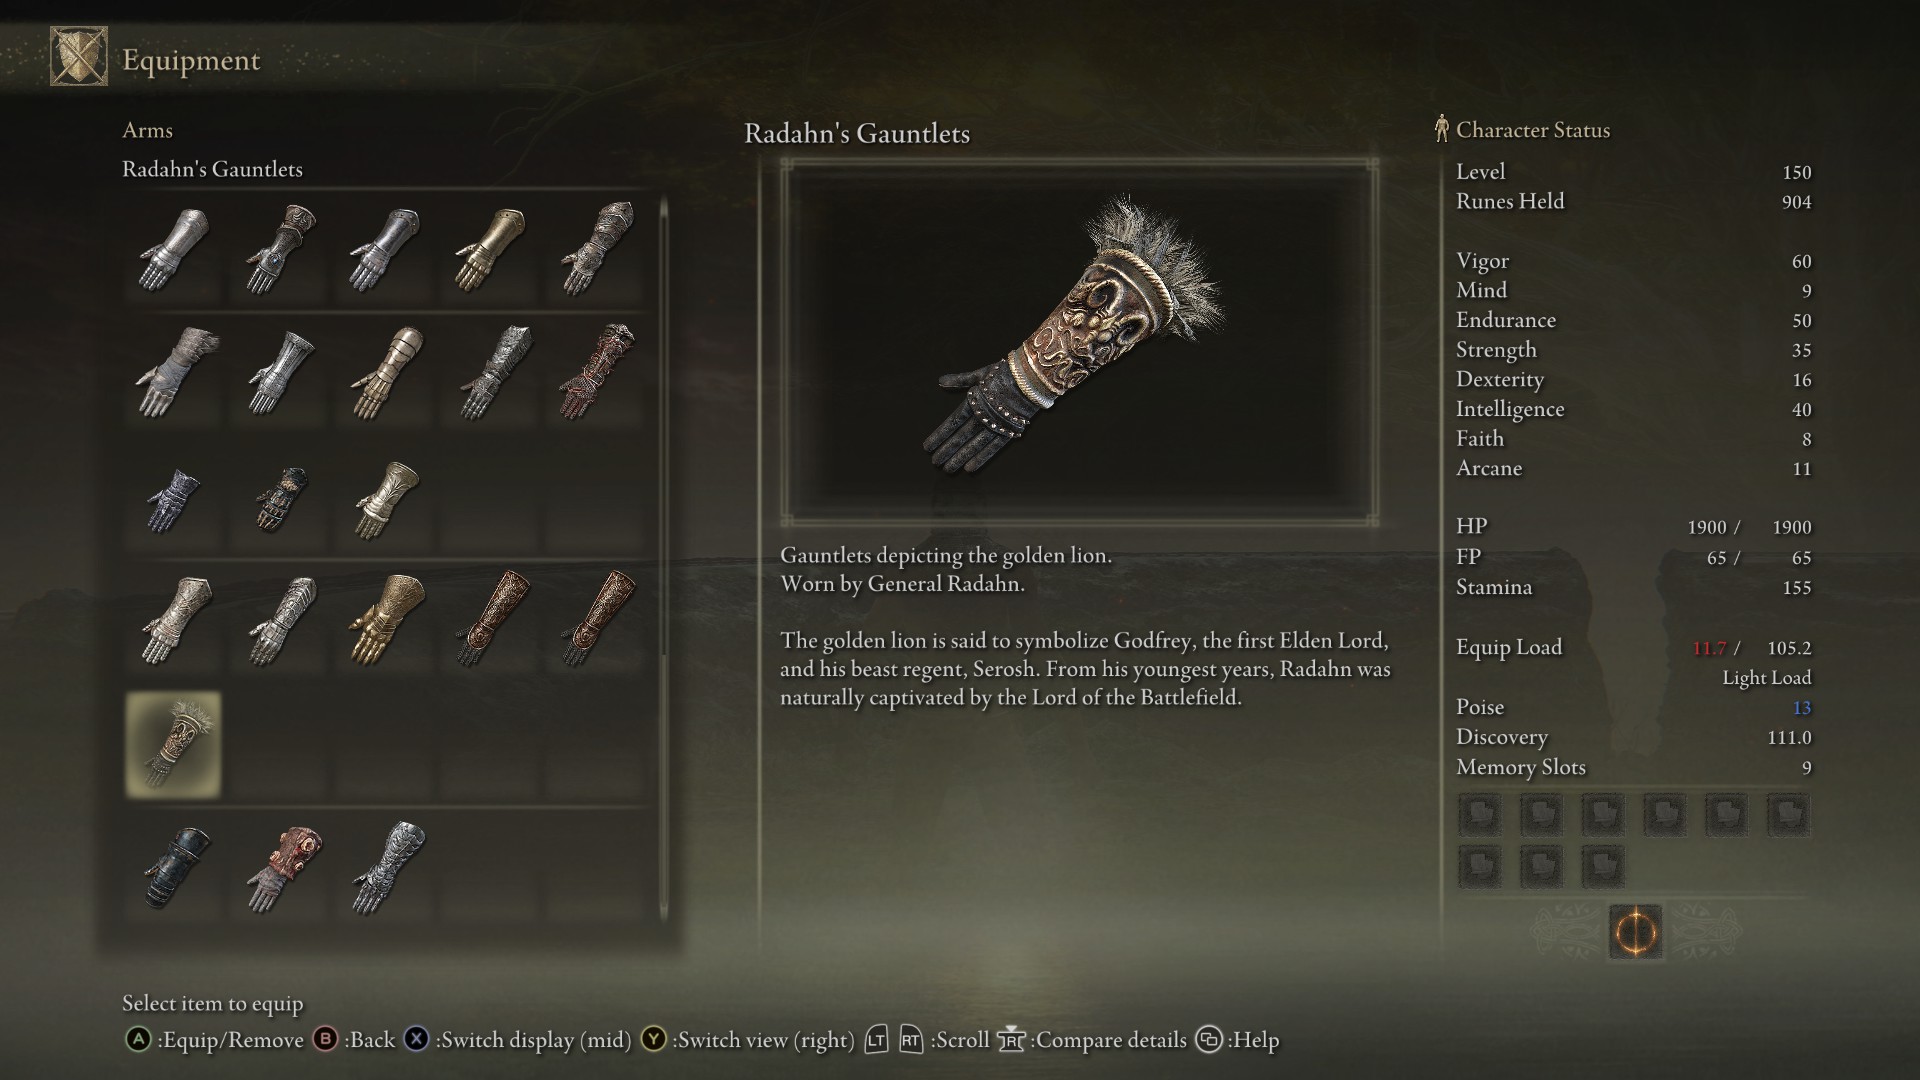 Equipment
Arms
Radahn's Gauntlets
Radahn's Gauntlets
Gauntlets depicting the golden lion.
Worn by General Radahn.
The golden lion is said to symbolize Godfrey, the first Elden Lord,
and his beast regent, Serosh. From his youngest years, Radahn was
naturally captivated by the Lord of the Battlefield.
Character Status
Level 150
Runes Held 904
Vigor 60
Mind 9
Endurance 50
Strength 35
Dexterity 16
Intelligence 40
Faith 8
Arcane 11
HP 1900 / 1900
FP 65 / 65
Stamina 155
Equip Load 11.7 / 105.2
Light Load
Poise 13
Discovery 111.0
Memory Slots 9
Select item to equip
A :Equip/Remove B :Back X :Switch display (mid) Y :Switch view (right) LT RT :Scroll R :Compare details :Help